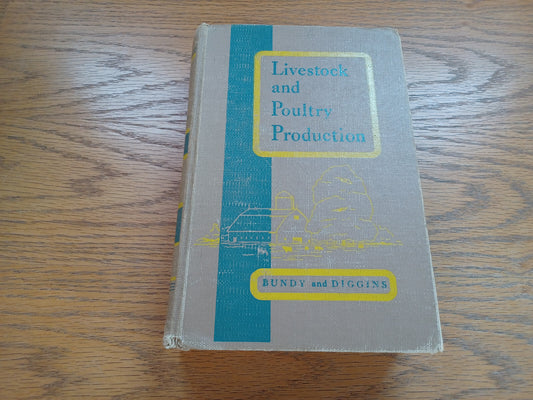 Livestock
and
Poultry
Production
BUNDY and DIGGINS